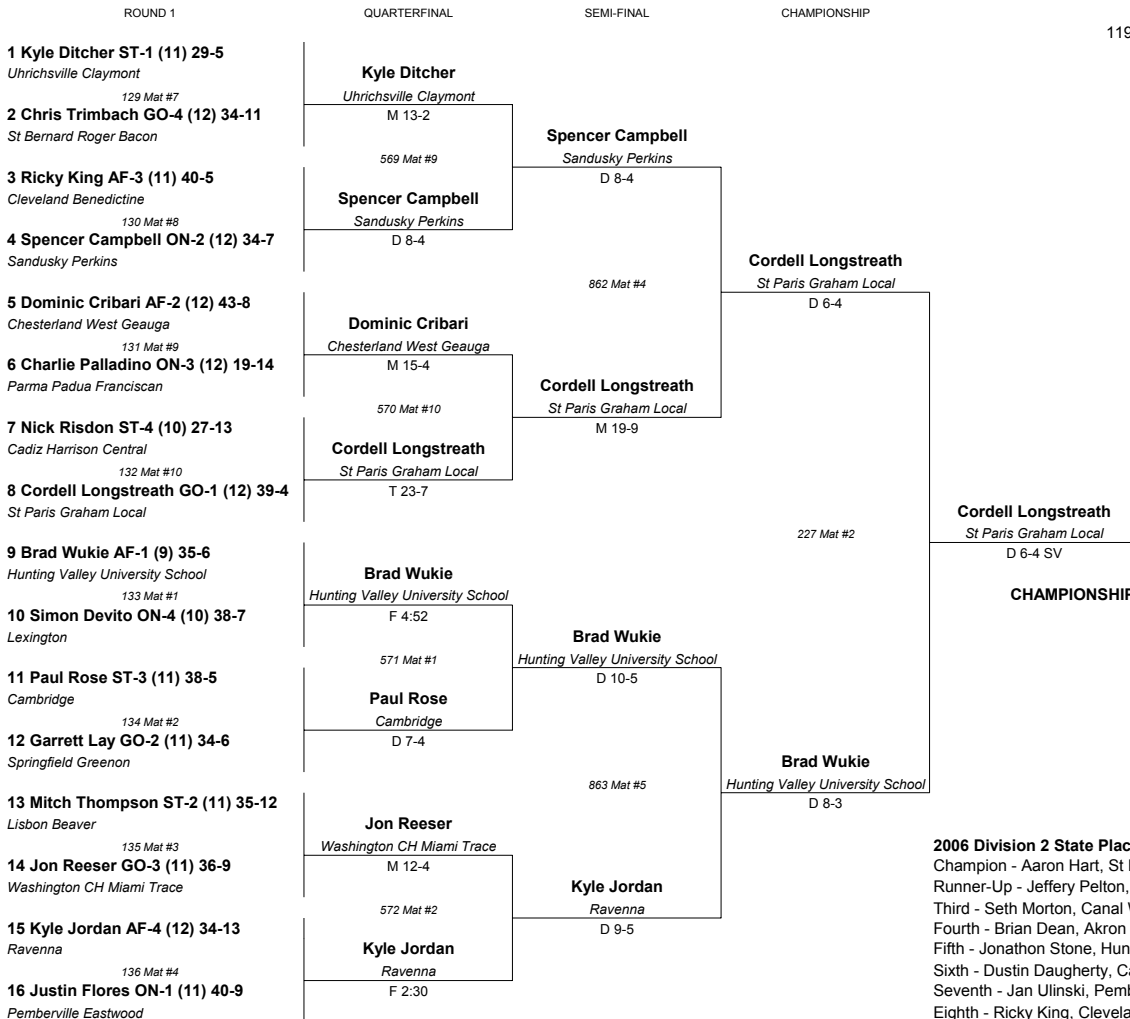 ROUND 1
QUARTERFINAL
SEMI-FINAL
CHAMPIONSHIP
119
1 Kyle Ditcher ST-1 (11) 29-5
Uhrichsville Claymont
129 Mat #7
2 Chris Trimbach GO-4 (12) 34-11
St Bernard Roger Bacon
3 Ricky King AF-3 (11) 40-5
Cleveland Benedictine
130 Mat #8
4 Spencer Campbell ON-2 (12) 34-7
Sandusky Perkins
5 Dominic Cribari AF-2 (12) 43-8
Chesterland West Geauga
131 Mat #9
6 Charlie Palladino ON-3 (12) 19-14
Parma Padua Franciscan
7 Nick Risdon ST-4 (10) 27-13
Cadiz Harrison Central
132 Mat #10
8 Cordell Longstreath GO-1 (12) 39-4
St Paris Graham Local
9 Brad Wukie AF-1 (9) 35-6
Hunting Valley University School
133 Mat #1
10 Simon Devito ON-4 (10) 38-7
Lexington
11 Paul Rose ST-3 (11) 38-5
Cambridge
134 Mat #2
12 Garrett Lay GO-2 (11) 34-6
Springfield Greenon
13 Mitch Thompson ST-2 (11) 35-12
Lisbon Beaver
135 Mat #3
14 Jon Reeser GO-3 (11) 36-9
Washington CH Miami Trace
15 Kyle Jordan AF-4 (12) 34-13
Ravenna
136 Mat #4
16 Justin Flores ON-1 (11) 40-9
Pemberville Eastwood
Kyle Ditcher
Uhrichsville Claymont
M 13-2
569 Mat #9
Spencer Campbell
Sandusky Perkins
D 8-4
Dominic Cribari
Chesterland West Geauga
M 15-4
570 Mat #10
Cordell Longstreath
St Paris Graham Local
T 23-7
Brad Wukie
Hunting Valley University School
F 4:52
571 Mat #1
Paul Rose
Cambridge
D 7-4
Jon Reeser
Washington CH Miami Trace
M 12-4
572 Mat #2
Kyle Jordan
Ravenna
F 2:30
Spencer Campbell
Sandusky Perkins
D 8-4
862 Mat #4
Cordell Longstreath
St Paris Graham Local
M 19-9
Brad Wukie
Hunting Valley University School
D 10-5
863 Mat #5
Kyle Jordan
Ravenna
D 9-5
Cordell Longstreath
St Paris Graham Local
D 6-4
227 Mat #2
Brad Wukie
Hunting Valley University School
D 8-3
Cordell Longstreath
St Paris Graham Local
D 6-4 SV
CHAMPIONSHIP
2006 Division 2 State Plac
Champion - Aaron Hart, St
Runner-Up - Jeffery Pelton,
Third - Seth Morton, Canal
Fourth - Brian Dean, Akron
Fifth - Jonathon Stone, Hun
Sixth - Dustin Daugherty, Ca
Seventh - Jan Ulinski, Pemb
Eighth - Ricky King, Clevela